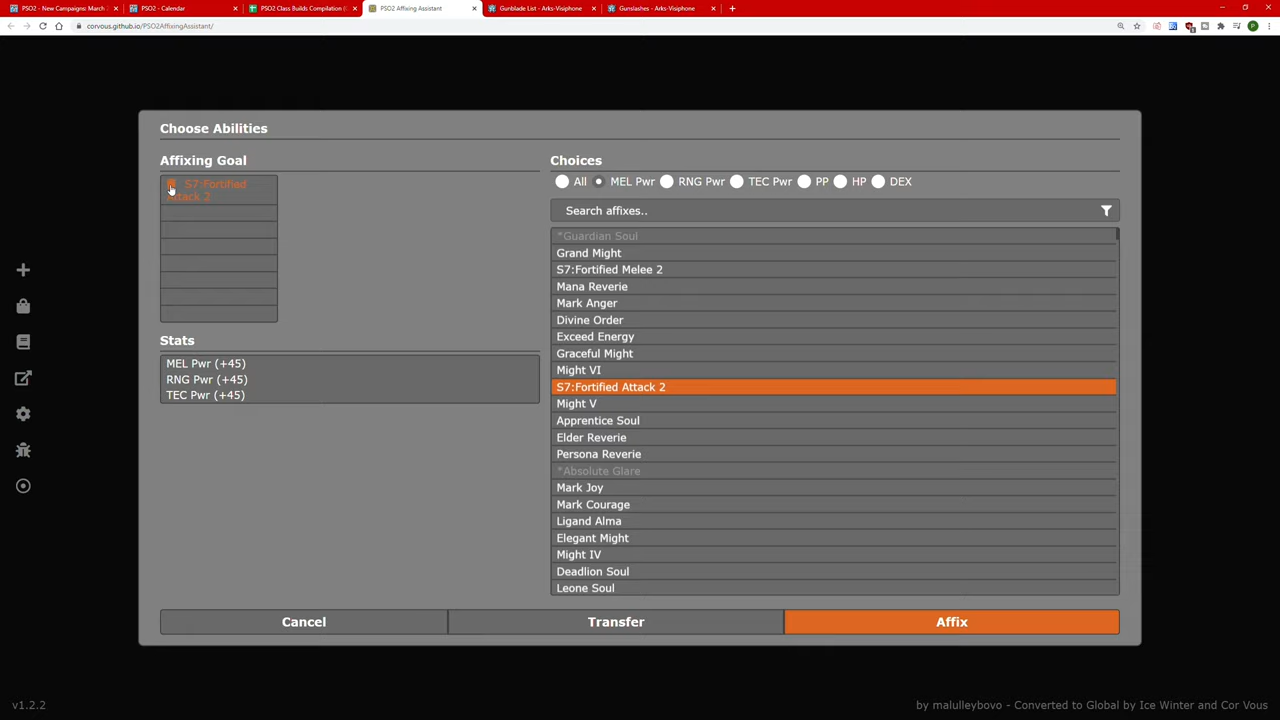 PSO2 - New Campaigns: March
PSO2 - Calendar
PSO2 Class Builds Compilation
PSO2 Affixing Assistant
Gunblade List - Arks-Visiphone
Gunslashes - Arks-Visiphone
corvous.github.io/PSO2AffixingAssistant/
Choose Abilities
Affixing Goal
S7:Fortified
Attack 2
Stats
MEL Pwr (+45)
RNG Pwr (+45)
TEC Pwr (+45)
Choices
All MEL Pwr RNG Pwr TEC Pwr PP HP DEX
Search affixes..
*Guardian Soul
Grand Might
S7:Fortified Melee 2
Mana Reverie
Mark Anger
Divine Order
Exceed Energy
Graceful Might
Might VI
S7:Fortified Attack 2
Might V
Apprentice Soul
Elder Reverie
Persona Reverie
*Absolute Glare
Mark Joy
Mark Courage
Ligand Alma
Elegant Might
Might IV
Deadlion Soul
Leone Soul
Cancel
Transfer
Affix
v1.2.2
by malulleybovo - Converted to Global by Ice Winter and Cor Vous